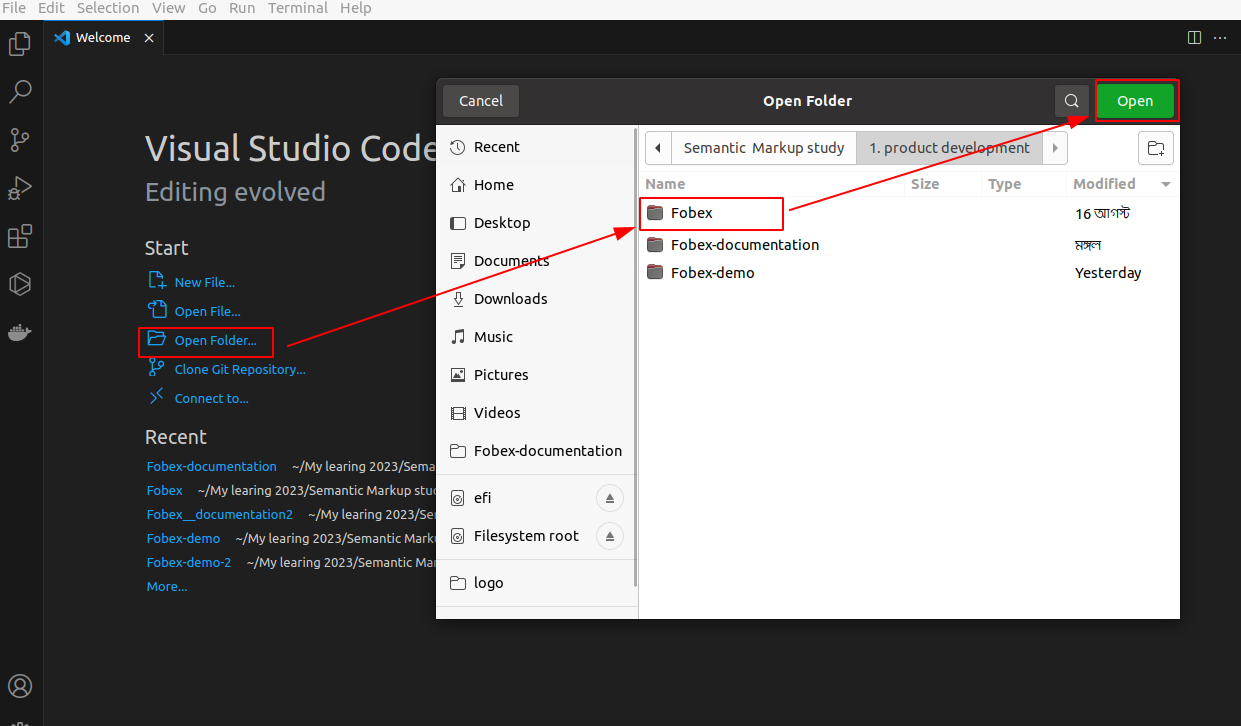 File Edit Selection View Go Run Terminal Help
Welcome
Visual Studio Code
Editing evolved
Start
New File...
Open File...
Open Folder...
Clone Git Repository...
Connect to...
Recent
Fobex-documentation ~/My learing 2023/Sema
Fobex ~/My learing 2023/Semantic Markup stu
Fobex__documentation2 ~/My learing 2023/Se
Fobex-demo ~/My learing 2023/Semantic Mark
Fobex-demo-2 ~/My learing 2023/Semantic Ma
More...
Cancel Open Folder Open
Recent
Home
Desktop
Documents
Downloads
Music
Pictures
Videos
Fobex-documentation
efi
Filesystem root
logo
Semantic Markup study 1. product development
Name Size Type Modified
Fobex 16 আগস্ট
Fobex-documentation মঙ্গল
Fobex-demo Yesterday